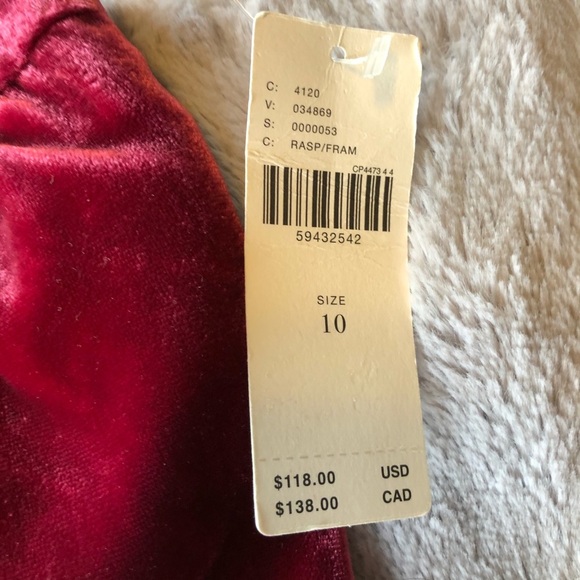 C: 4120
V: 034869
S: 0000053
C: RASP/FRAM
CP4473 4 4
59432542
SIZE
10
$118.00 USD
$138.00 CAD